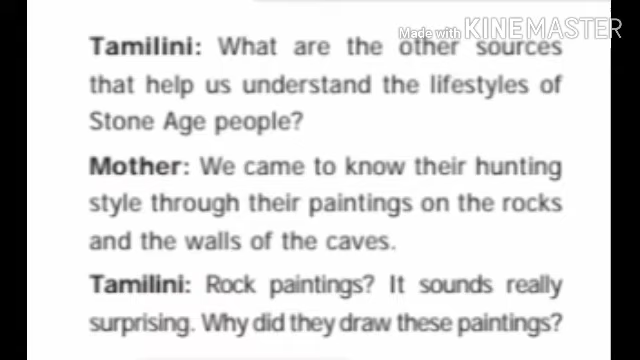 Made with KINEMASTER
Tamilini: What are the other sources
that help us understand the lifestyles of
Stone Age people?
Mother: We came to know their hunting
style through their paintings on the rocks
and the walls of the caves.
Tamilini: Rock paintings? It sounds really
surprising. Why did they draw these paintings?